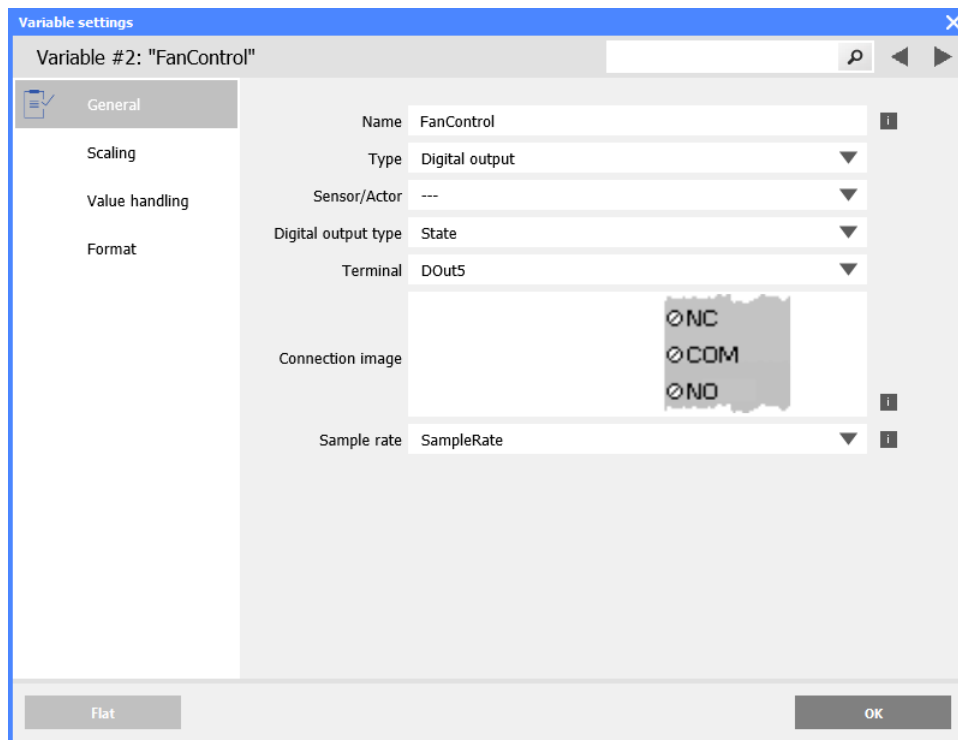 Variable settings
Variable #2: "FanControl"
General
Scaling
Value handling
Format
Name FanControl
Type Digital output
Sensor/Actor ---
Digital output type State
Terminal DOut5
Connection image
NC
COM
NO
Sample rate SampleRate
Flat
OK